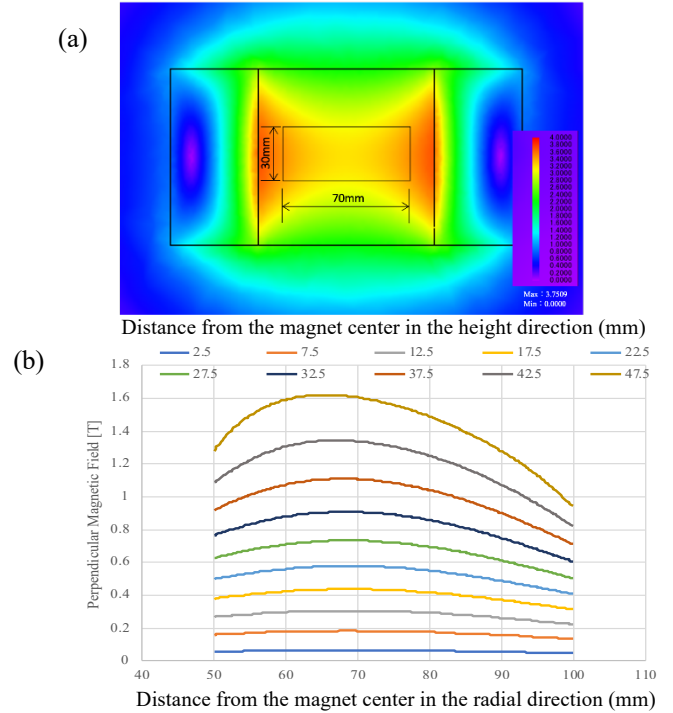 (a)
30mm
70mm
4.0000
3.8000
3.6000
3.4000
3.2000
3.0000
2.8000
2.6000
2.4000
2.2000
2.0000
1.8000
1.6000
1.4000
1.2000
1.0000
0.8000
0.6000
0.4000
0.2000
0.0000
Max : 3.7509
Min : 0.0000
Distance from the magnet center in the height direction (mm)
(b)
2.5 7.5 12.5 17.5 22.5
27.5 32.5 37.5 42.5 47.5
Perpendicular Magnetic Field [T]
1.8
1.6
1.4
1.2
1
0.8
0.6
0.4
0.2
0
40 50 60 70 80 90 100 110
Distance from the magnet center in the radial direction (mm)